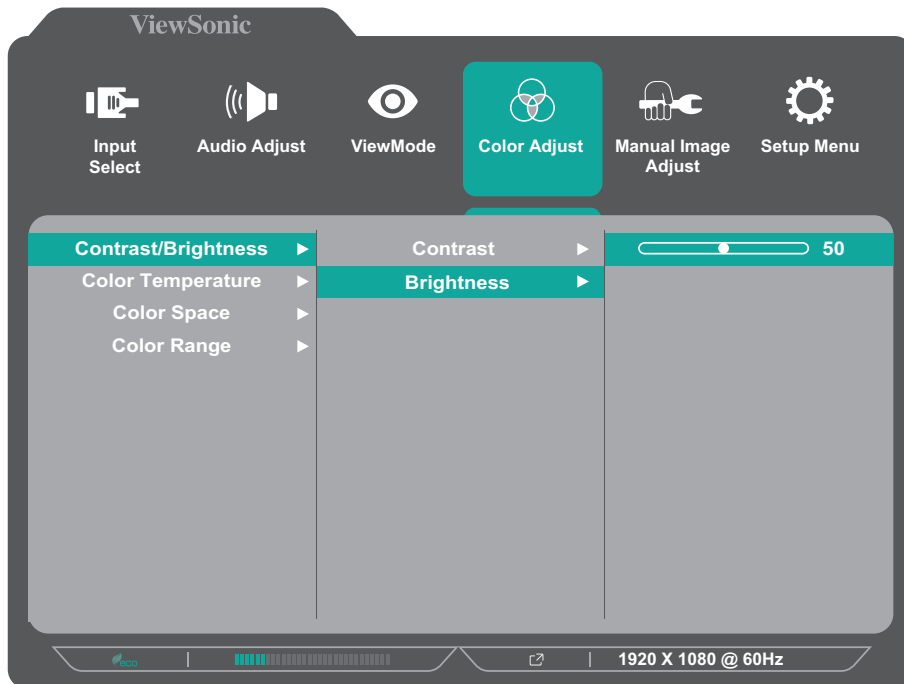 ViewSonic
Input
Select
Audio Adjust
ViewMode
Color Adjust
Manual Image
Adjust
Setup Menu
Contrast/Brightness
Color Temperature
Color Space
Color Range
Contrast
Brightness
50
eco
1920 X 1080 @ 60Hz